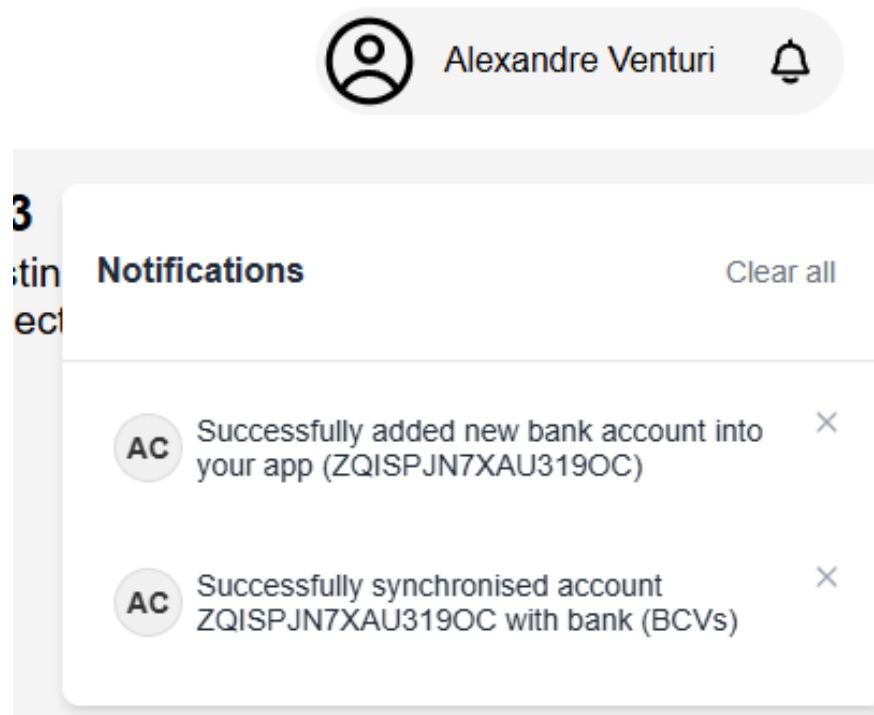 Alexandre Venturi
3
stin
ect
Notifications
Clear all
AC
Successfully added new bank account into
your app (ZQISPJN7XAU319OC)
AC
Successfully synchronised account
ZQISPJN7XAU319OC with bank (BCVs)